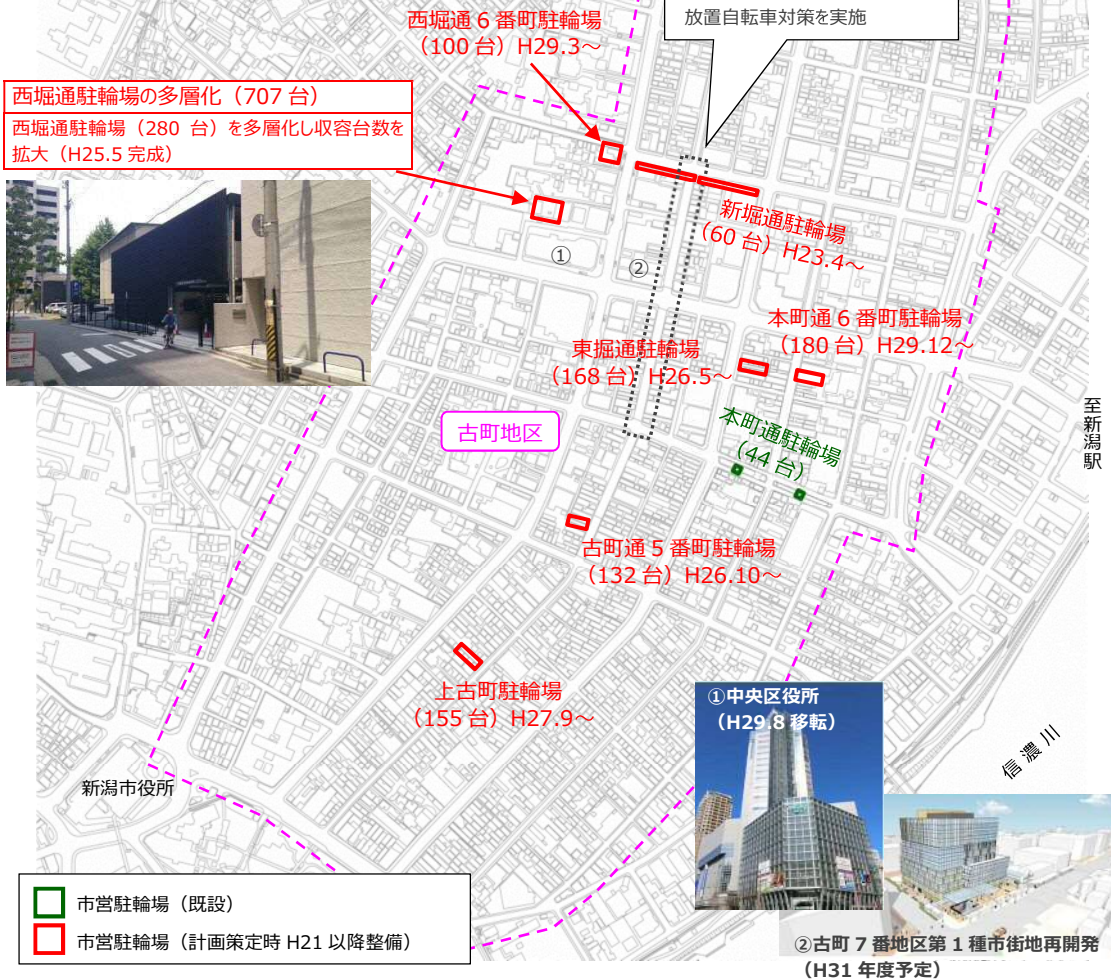 放置自転車対策を実施
西堀通 6 番町駐輪場
（100 台）H29.3～
西堀通駐輪場の多層化（707 台）
西堀通駐輪場（280 台）を多層化し収容台数を
拡大（H25.5 完成）
新堀通駐輪場
（60 台）H23.4～
①
②
本町通 6 番町駐輪場
（180 台）H29.12～
東掘通駐輪場
（168 台）H26.5～
至新潟駅
古町地区
本町通駐輪場
（44 台）
古町通 5 番町駐輪場
（132 台）H26.10～
上古町駐輪場
（155 台）H27.9～
①中央区役所
（H29.8 移転）
信濃川
新潟市役所
市営駐輪場（既設）
市営駐輪場（計画策定時 H21 以降整備）
②古町 7 番地区第 1 種市街地再開発
（H31 年度予定）